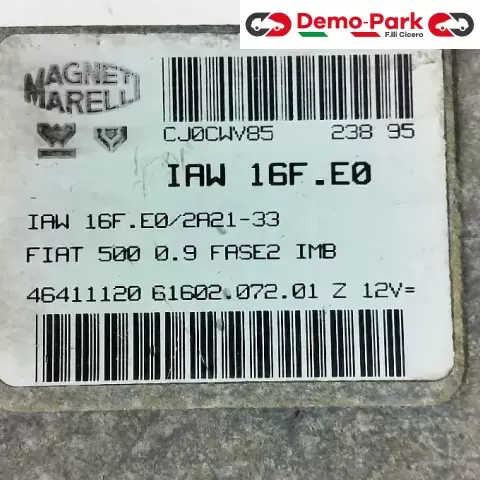 Demo-Park
F.lli Cicero
MAGNETI
MARELLI
CJ0CWV85 238 95
IAW 16F.E0
IAW 16F.E0/2A21-33
FIAT 500 0.9 FASE2 IMB
46411120 61602.072.01 Z 12V=